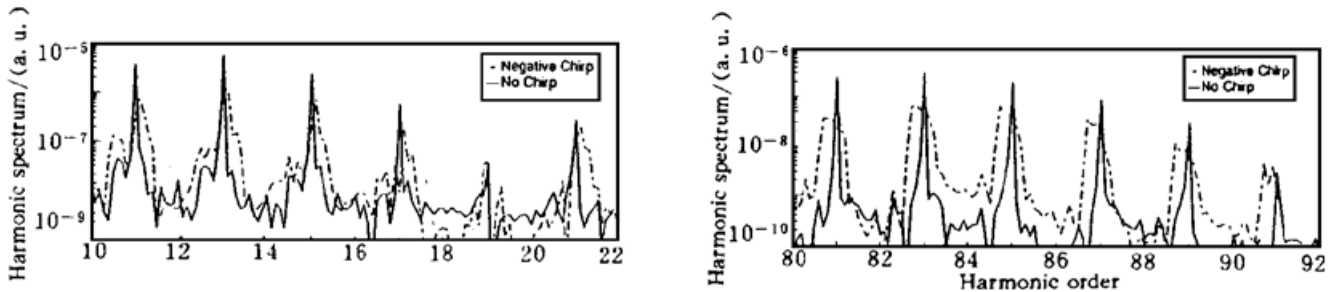 Harmonic spectrum/(a. u.)
10−5
10−7
10−9
Negative Chirp
No Chirp
10 12 14 16 18 20 22
Harmonic spectrum/(a. u. )
10−6
10−8
10−10
Negative Chirp
No Chirp
80 82 84 86 88 90 92
Harmonic order